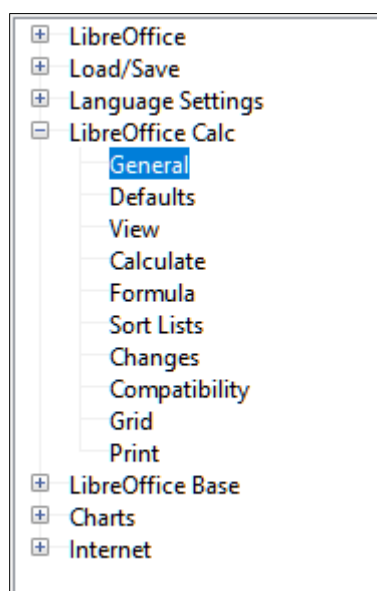 LibreOffice
Load/Save
Language Settings
LibreOffice Calc
General
Defaults
View
Calculate
Formula
Sort Lists
Changes
Compatibility
Grid
Print
LibreOffice Base
Charts
Internet